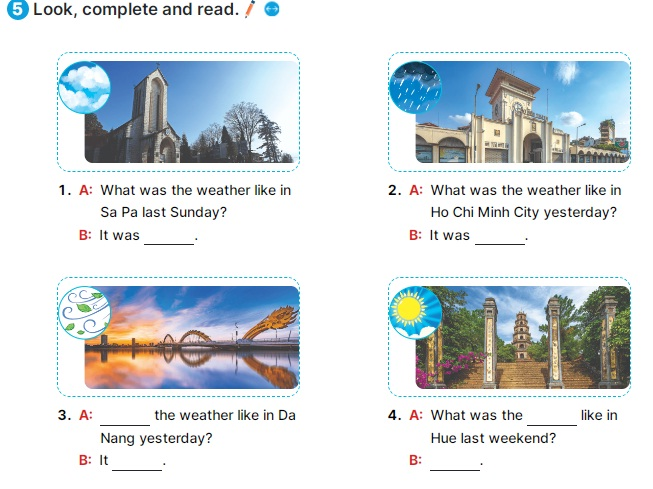 5 Look, complete and read.
1. A: What was the weather like in
Sa Pa last Sunday?
B: It was ______.
2. A: What was the weather like in
Ho Chi Minh City yesterday?
B: It was ______.
3. A: ______ the weather like in Da
Nang yesterday?
B: It ______.
4. A: What was the ______ like in
Hue last weekend?
B: ______.